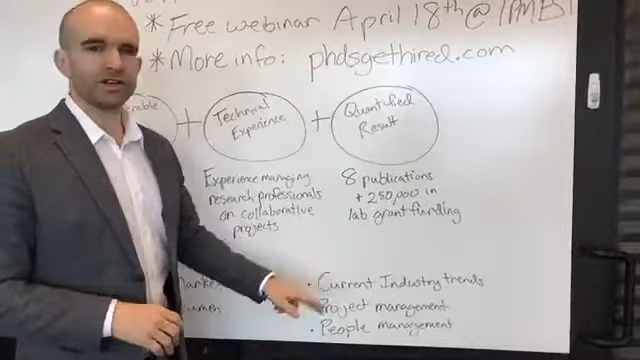 * Free webinar April 18th @ 1PM EST
* More info: phdsgethired.com
+ Technical Experience + Quantified Result
Experience managing
research professionals
on collaborative
projects
8 publications
+ 250,000 in
lab grant funding
• Current Industry trends
• Project management
• People management